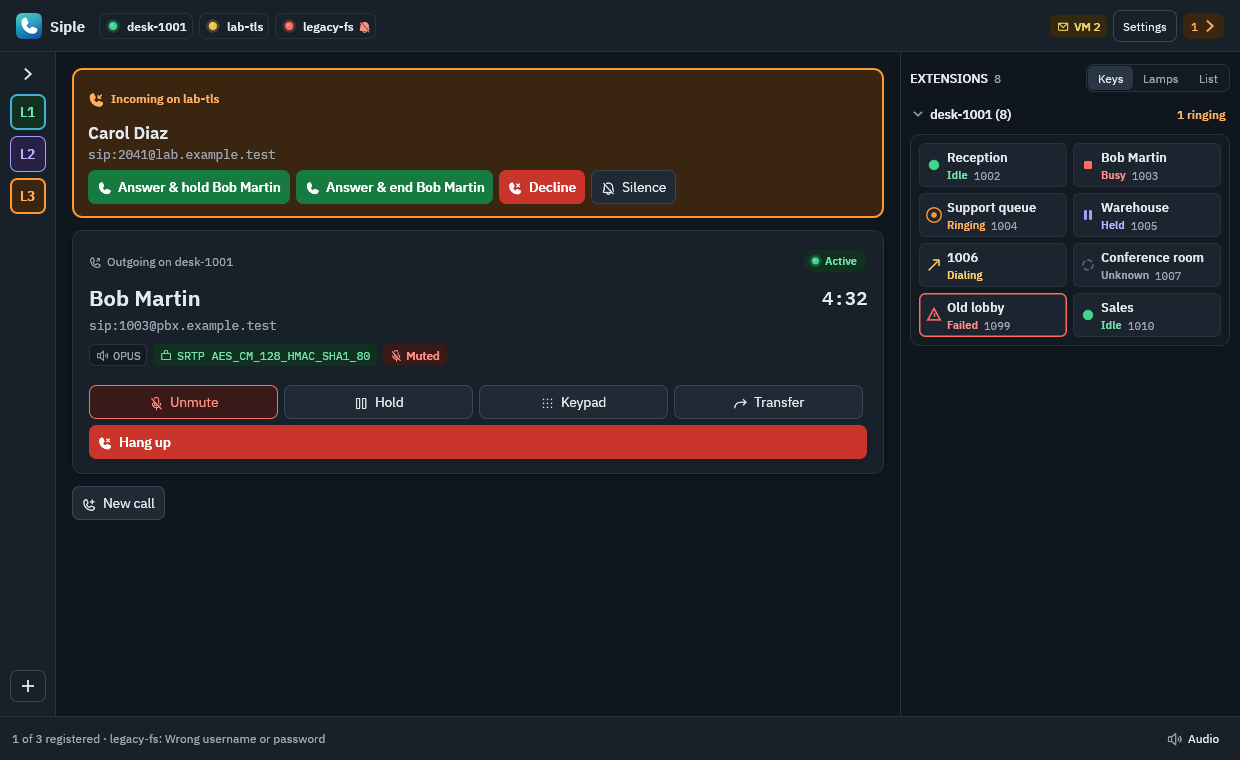 Siple
desk-1001
lab-tls
legacy-fs
VM 2
Settings
1
L1
L2
L3
Incoming on lab-tls
Carol Diaz
sip:2041@lab.example.test
Answer & hold Bob Martin
Answer & end Bob Martin
Decline
Silence
Outgoing on desk-1001
Active
Bob Martin
4:32
sip:1003@pbx.example.test
OPUS
SRTP AES_CM_128_HMAC_SHA1_80
Muted
Unmute
Hold
Keypad
Transfer
Hang up
New call
EXTENSIONS 8
Keys
Lamps
List
desk-1001 (8)
1 ringing
Reception
Idle 1002
Bob Martin
Busy 1003
Support queue
Ringing 1004
Warehouse
Held 1005
1006
Dialing
Conference room
Unknown 1007
Old lobby
Failed 1099
Sales
Idle 1010
1 of 3 registered · legacy-fs: Wrong username or password
Audio